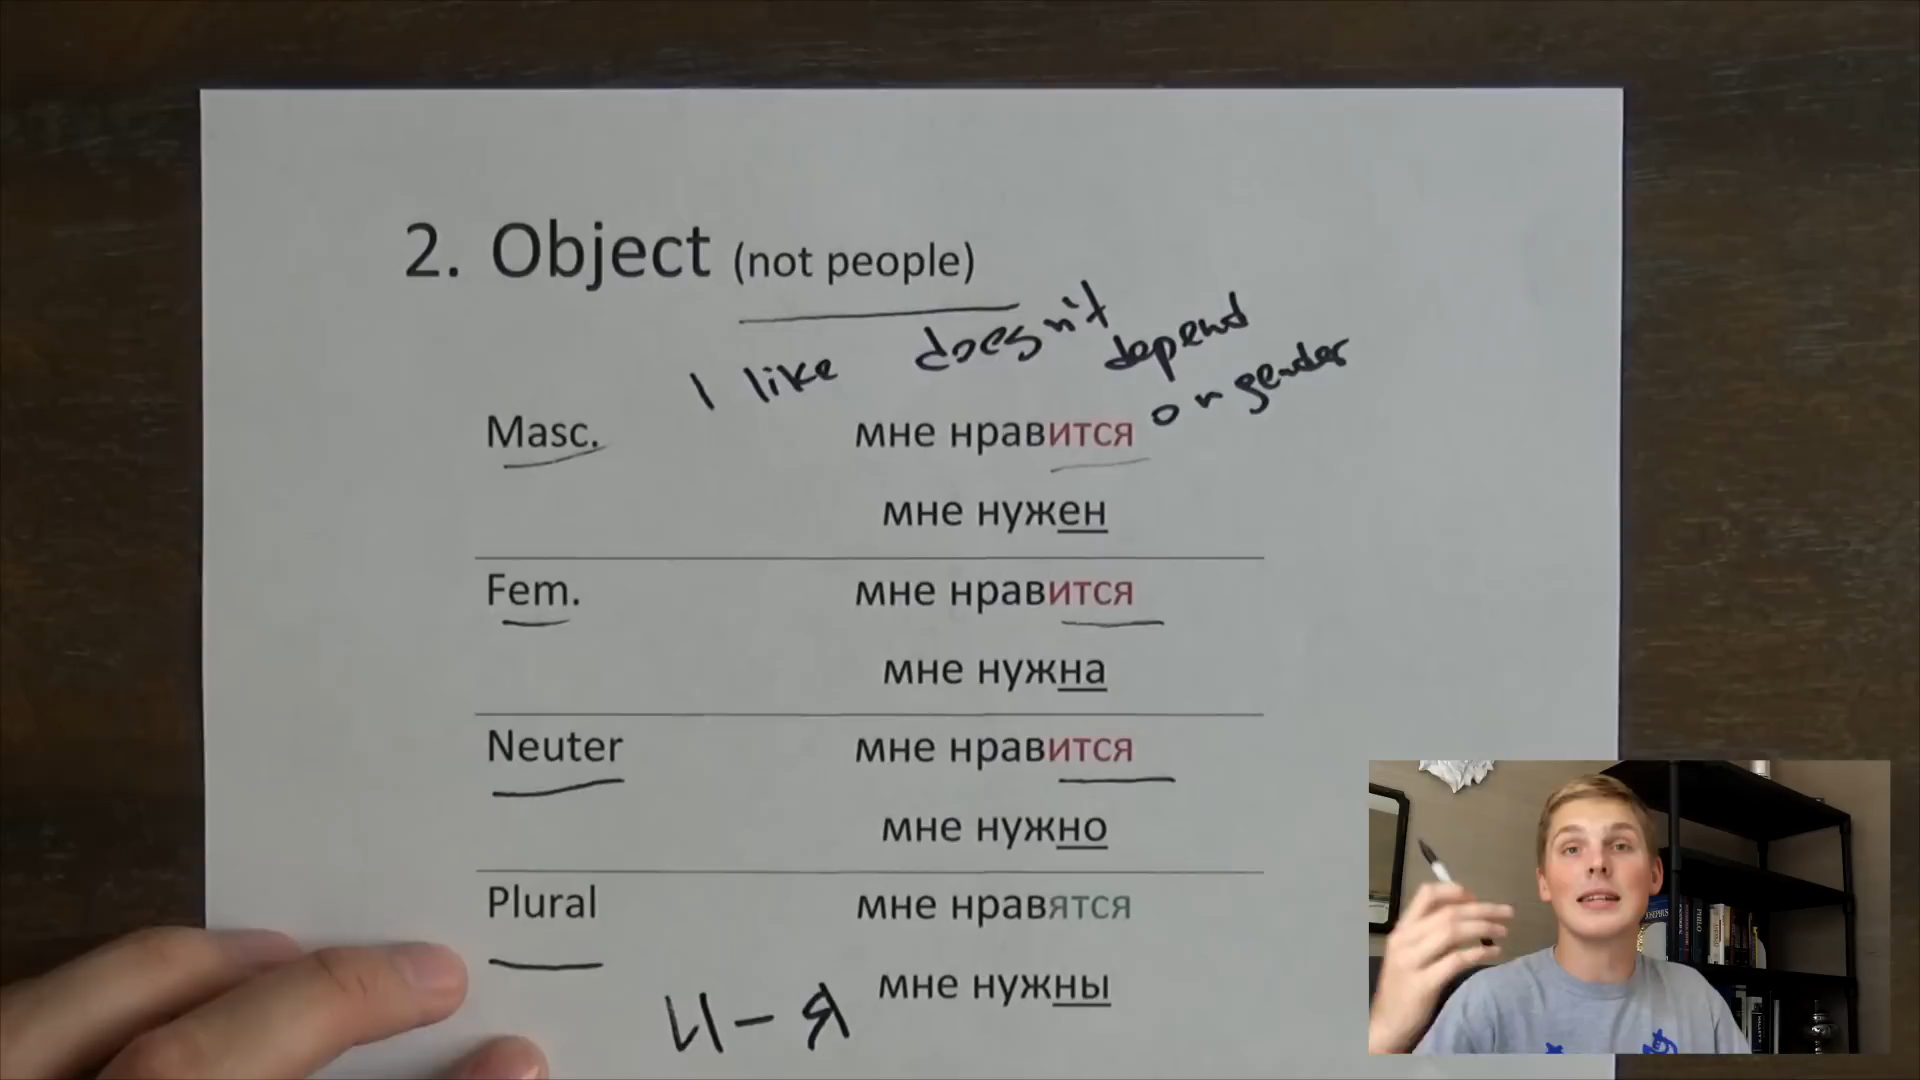 2. Object (not people)
I like doesn't depend on gender
Masc. мне нравится
мне нужен
Fem. мне нравится
мне нужна
Neuter мне нравится
мне нужно
Plural мне нравятся
мне нужны
И-Я